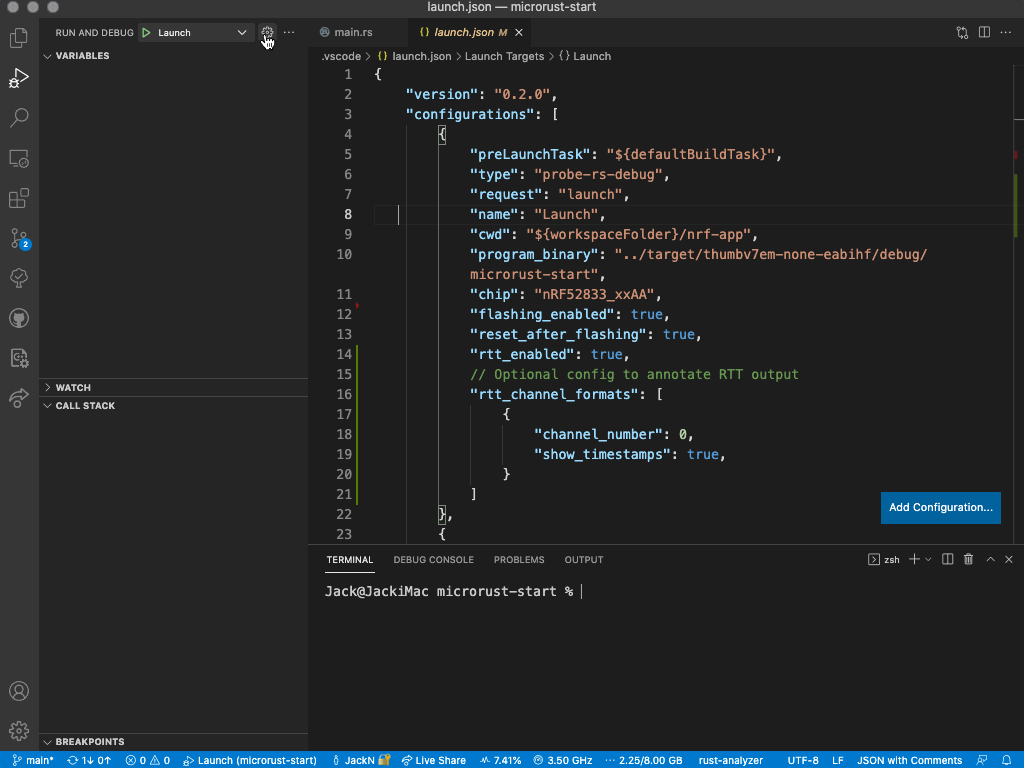 launch.json — microrust-start
RUN AND DEBUG
Launch
VARIABLES
2
WATCH
CALL STACK
BREAKPOINTS
main.rs
{} launch.json M
.vscode > {} launch.json > Launch Targets > {} Launch
1 {
2 "version": "0.2.0",
3 "configurations": [
4 {
5 "preLaunchTask": "${defaultBuildTask}",
6 "type": "probe-rs-debug",
7 "request": "launch",
8 "name": "Launch",
9 "cwd": "${workspaceFolder}/nrf-app",
10 "program_binary": "../target/thumbv7em-none-eabihf/debug/
microrust-start",
11 "chip": "nRF52833_xxAA",
12 "flashing_enabled": true,
13 "reset_after_flashing": true,
14 "rtt_enabled": true,
15 // Optional config to annotate RTT output
16 "rtt_channel_formats": [
17 {
18 "channel_number": 0,
19 "show_timestamps": true,
20 }
21 ]
22 },
23 {
Add Configuration...
TERMINAL DEBUG CONSOLE PROBLEMS OUTPUT
zsh
Jack@JackiMac microrust-start %
main* 1↓ 0↑ 0 0 Launch (microrust-start) JackN Live Share 7.41% 3.50 GHz 2.25/8.00 GB rust-analyzer UTF-8 LF JSON with Comments